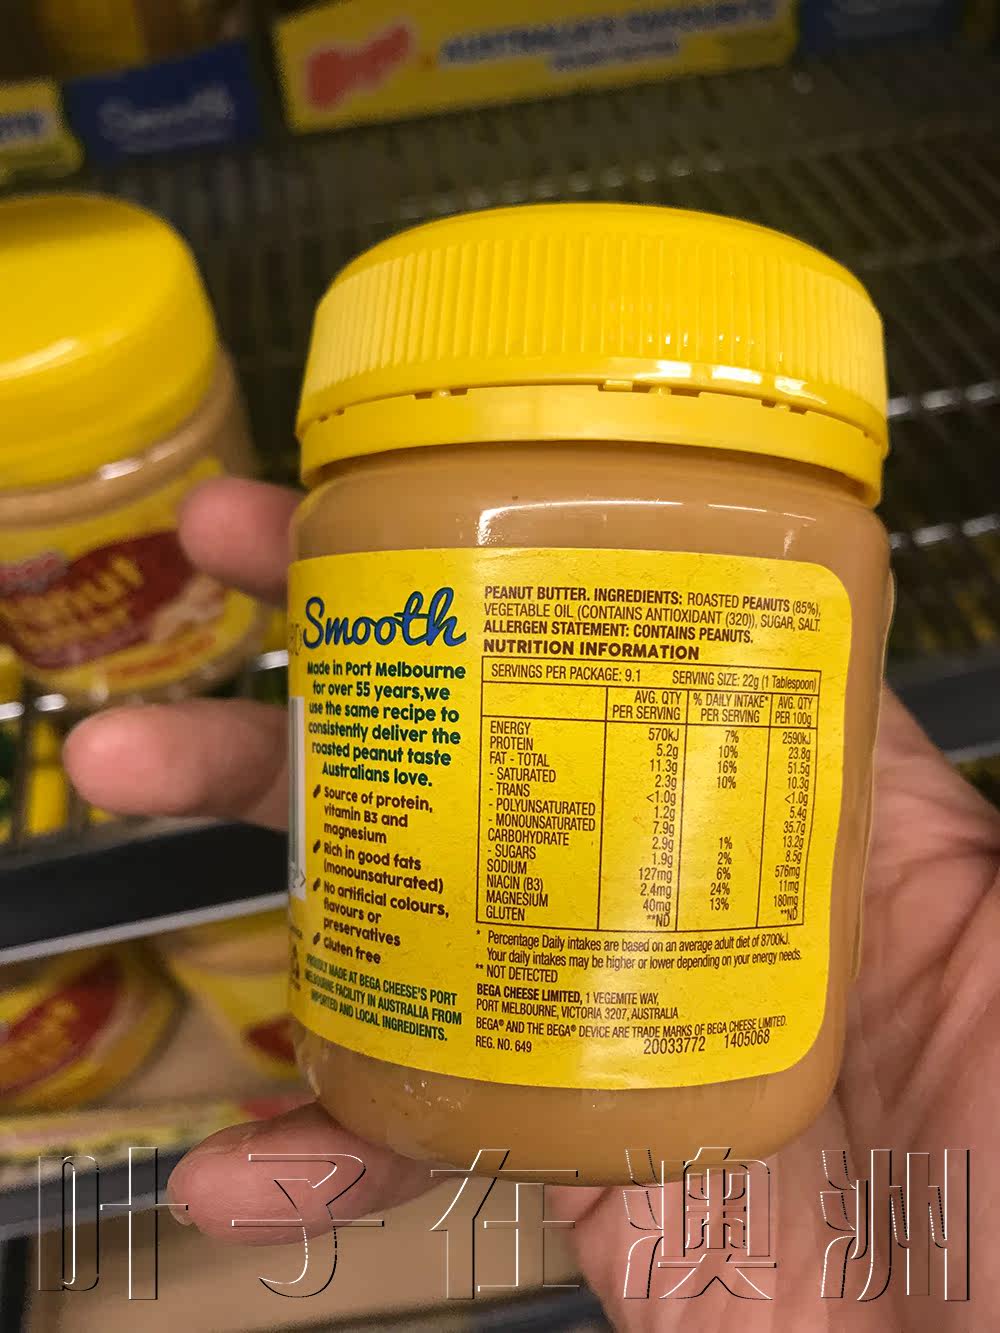 Smooth
Made in Port Melbourne
for over 55 years,we
use the same recipe to
consistently deliver the
roasted peanut taste
Australians love.
Source of protein,
vitamin B3 and
magnesium
Rich in good fats
(monounsaturated)
No artificial colours,
flavours or
preservatives
Gluten free
PROUDLY MADE AT BEGA CHEESE'S PORT
MELBOURNE FACILITY IN AUSTRALIA FROM
IMPORTED AND LOCAL INGREDIENTS.
PEANUT BUTTER. INGREDIENTS: ROASTED PEANUTS (85%),
VEGETABLE OIL (CONTAINS ANTIOXIDANT (320)), SUGAR, SALT.
ALLERGEN STATEMENT: CONTAINS PEANUTS.
NUTRITION INFORMATION
SERVINGS PER PACKAGE: 9.1 SERVING SIZE: 22g (1 Tablespoon)
AVG. QTY % DAILY INTAKE* AVG. QTY
PER SERVING PER SERVING PER 100g
ENERGY 570kJ 7% 2590kJ
PROTEIN 5.2g 10% 23.8g
FAT - TOTAL 11.3g 16% 51.5g
- SATURATED 2.3g 10% 10.3g
- TRANS <1.0g <1.0g
- POLYUNSATURATED 1.2g 5.4g
- MONOUNSATURATED 7.9g 35.7g
CARBOHYDRATE 2.9g 1% 13.2g
- SUGARS 1.9g 2% 8.5g
SODIUM 127mg 6% 576mg
NIACIN (B3) 2.4mg 24% 11mg
MAGNESIUM 40mg 13% 180mg
GLUTEN **ND **ND
* Percentage Daily intakes are based on an average adult diet of 8700kJ.
Your daily intakes may be higher or lower depending on your energy needs.
** NOT DETECTED
BEGA CHEESE LIMITED, 1 VEGEMITE WAY,
PORT MELBOURNE, VICTORIA 3207, AUSTRALIA
BEGA® AND THE BEGA® DEVICE ARE TRADE MARKS OF BEGA CHEESE LIMITED.
REG. NO. 649 20033772 1405068
叶子在澳洲